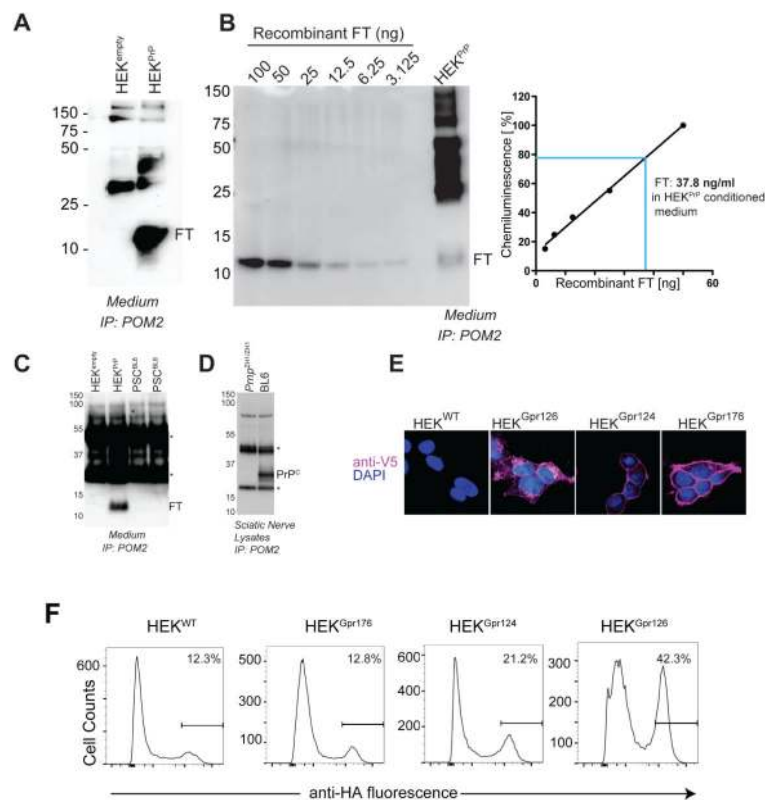 A
HEKempty
HEKPrP
150 -
75 -
50 -
25 -
10 -
FT
Medium
IP: POM2
B
Recombinant FT (ng)
100 50 25 12.5 6.25 3.125
HEKPrP
150
75
50
25
15
10
FT
Medium
IP: POM2
Chemiluminescence [ %]
120
100
80
60
40
20
0
0 60
Recombinant FT [ng]
FT: 37.8 ng/ml
in HEKPrP conditioned
medium
C
HEKempty
HEKPrP
PSCBL6
PSCBL6
150
100
55
37
25
15
10
*
*
FT
Medium
IP: POM2
D
PrnpZH1/ZH1
BL6
150
100
55
37
25
15
10
*
PrPC
*
Sciatic Nerve
Lysates
IP: POM2
E
HEKWT HEKGpr126 HEKGpr124 HEKGpr176
anti-V5
DAPI
F
HEKWT HEKGpr176 HEKGpr124 HEKGpr126
Cell Counts
600
400
200
12.3%
500
300
100
12.8%
600
400
200
21.2%
300
200
100
50
42.3%
anti-HA fluorescence